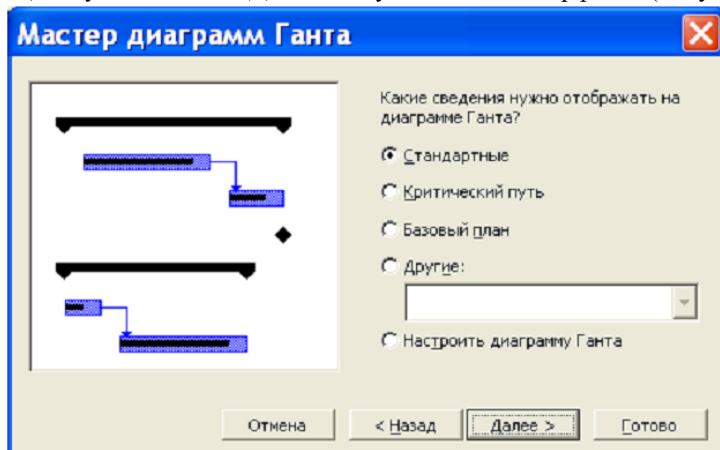 Мастер диаграмм Ганта
Какие сведения нужно отображать на
диаграмме Ганта?
Стандартные
Критический путь
Базовый план
Другие:
Настроить диаграмму Ганта
Отмена
< Назад
Далее >
Готово